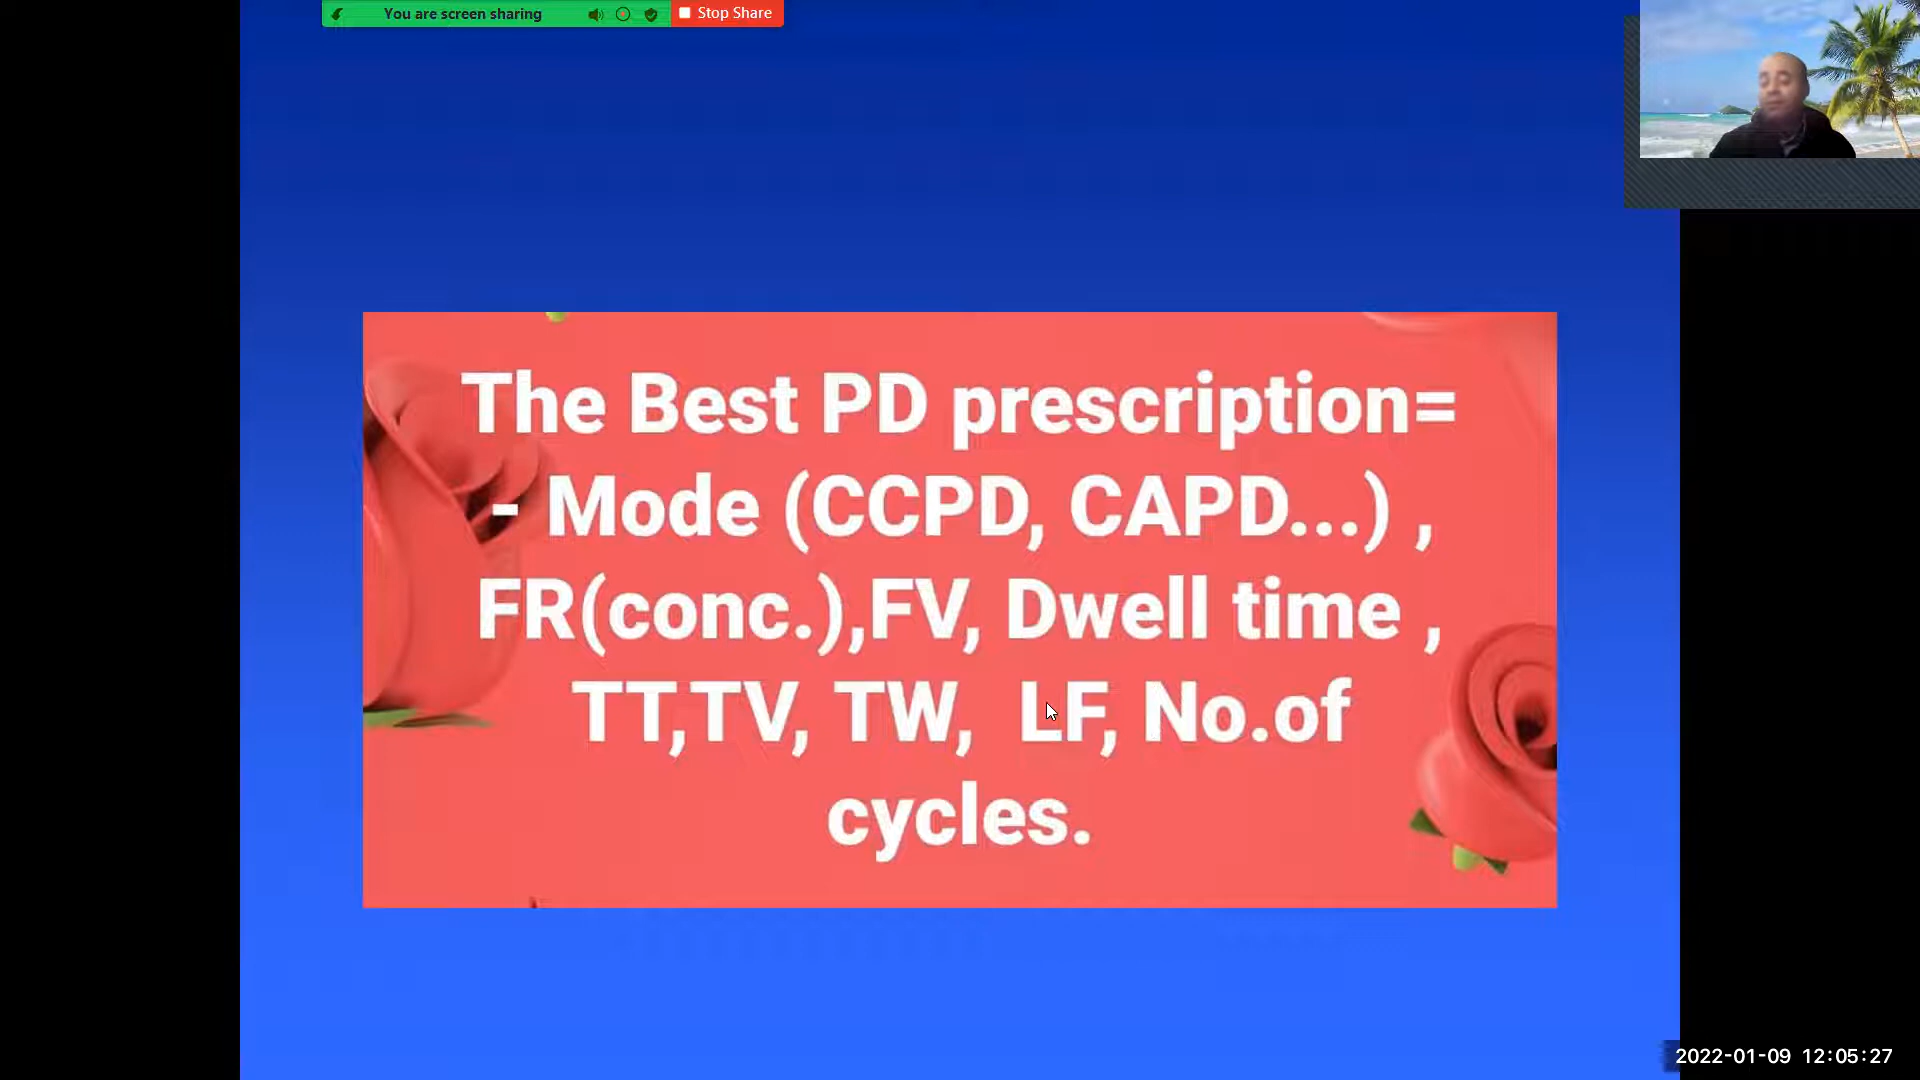 You are screen sharing
Stop Share
The Best PD prescription=
- Mode (CCPD, CAPD...) ,
FR(conc.),FV, Dwell time ,
TT,TV, TW, LF, No.of
cycles.
2022-01-09 12:05:27